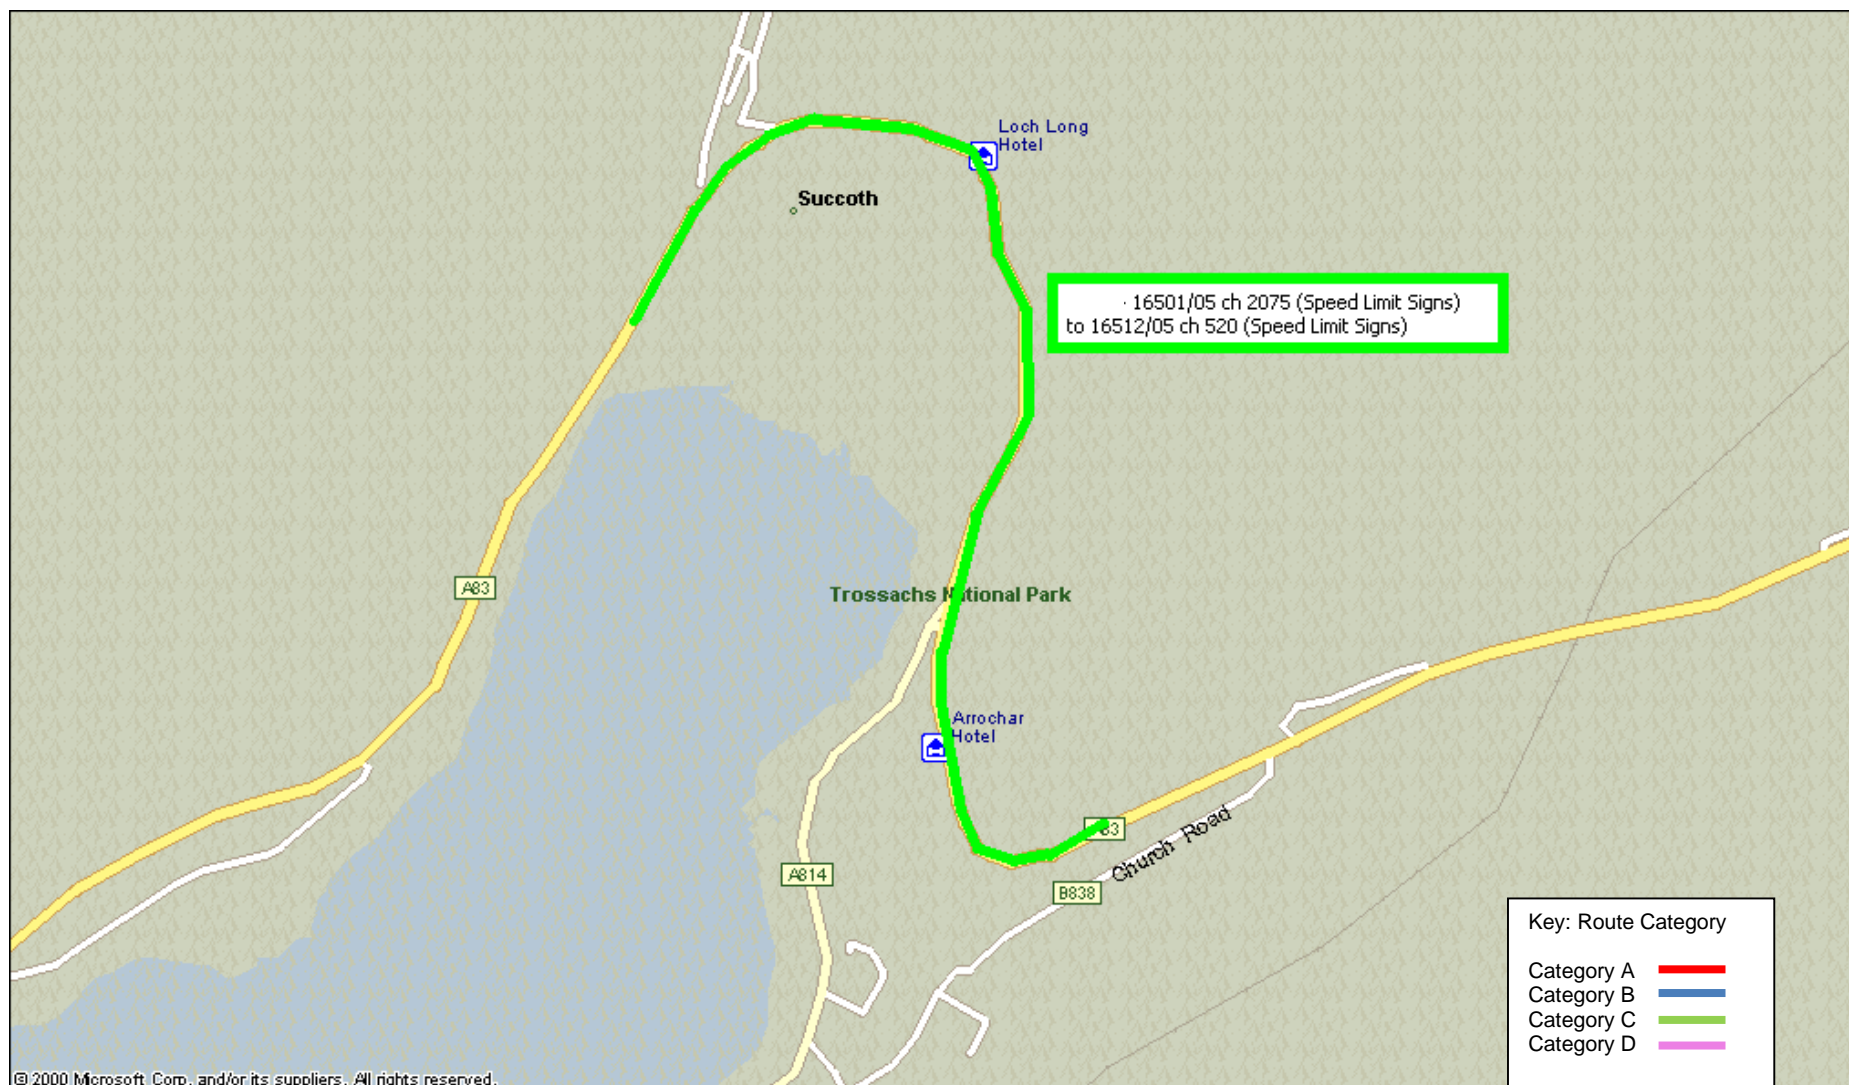 Loch Long
Hotel
Succoth
· 16501/05 ch 2075 (Speed Limit Signs)
to 16512/05 ch 520 (Speed Limit Signs)
A83
Trossachs National Park
Arrochar
Hotel
A83
Church Road
A814
B838
Key: Route Category
Category A
Category B
Category C
Category D
© 2000 Microsoft Corp. and/or its suppliers. All rights reserved.